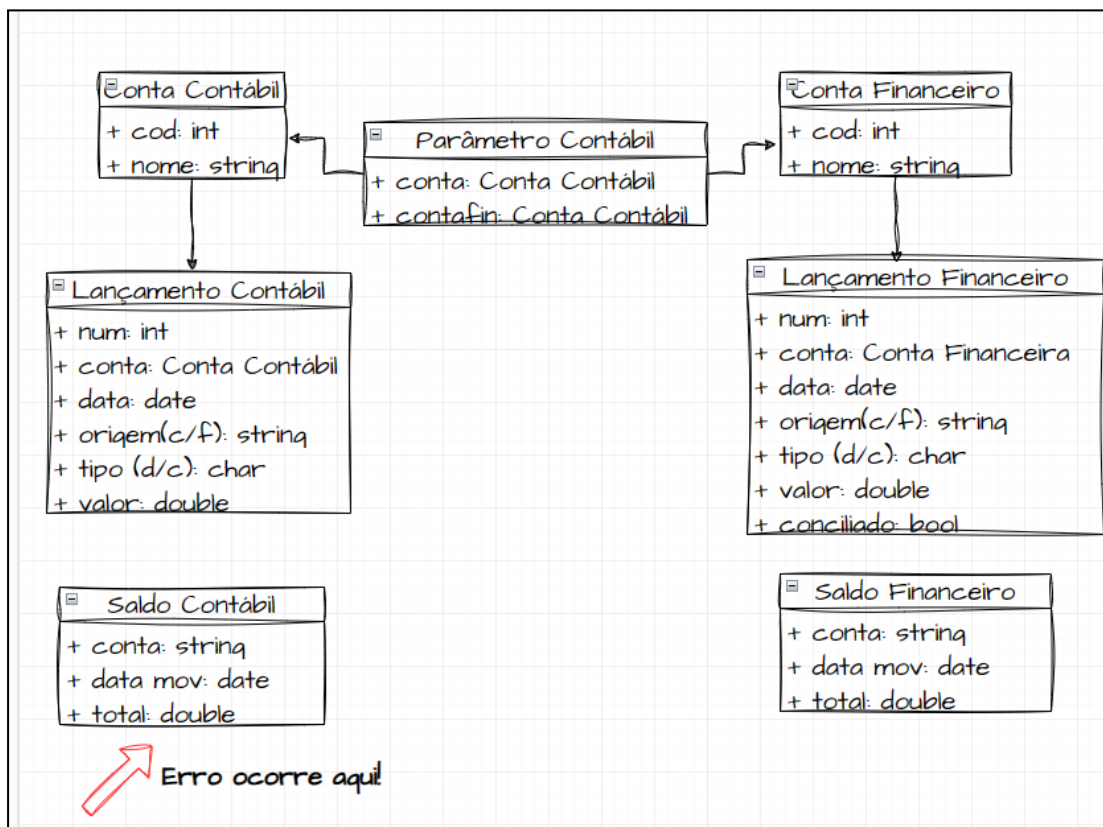 Conta Contábil
+ cod: int
+ nome: string
Parâmetro Contábil
+ conta: Conta Contábil
+ contafin: Conta Contábil
Conta Financeiro
+ cod: int
+ nome: string
Lançamento Contábil
+ num: int
+ conta: Conta Contábil
+ data: date
+ origem(c/f): string
+ tipo (d/c): char
+ valor: double
Lançamento Financeiro
+ num: int
+ conta: Conta Financeira
+ data: date
+ origem(c/f): string
+ tipo (d/c): char
+ valor: double
+ conciliado: bool
Saldo Contábil
+ conta: string
+ data mov: date
+ total: double
Saldo Financeiro
+ conta: string
+ data mov: date
+ total: double
Erro ocorre aqui!